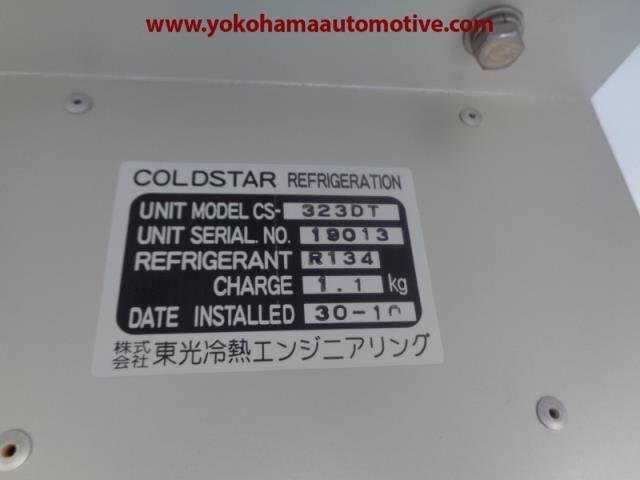 www.yokohamaautomotive.com
COLDSTAR REFRIGERATION
UNIT MODEL CS- 323DT
UNIT SERIAL. NO. 19013
REFRIGERANT R134
CHARGE 1.1 kg
DATE INSTALLED 30-10
株式会社 東光冷熱エンジニアリング